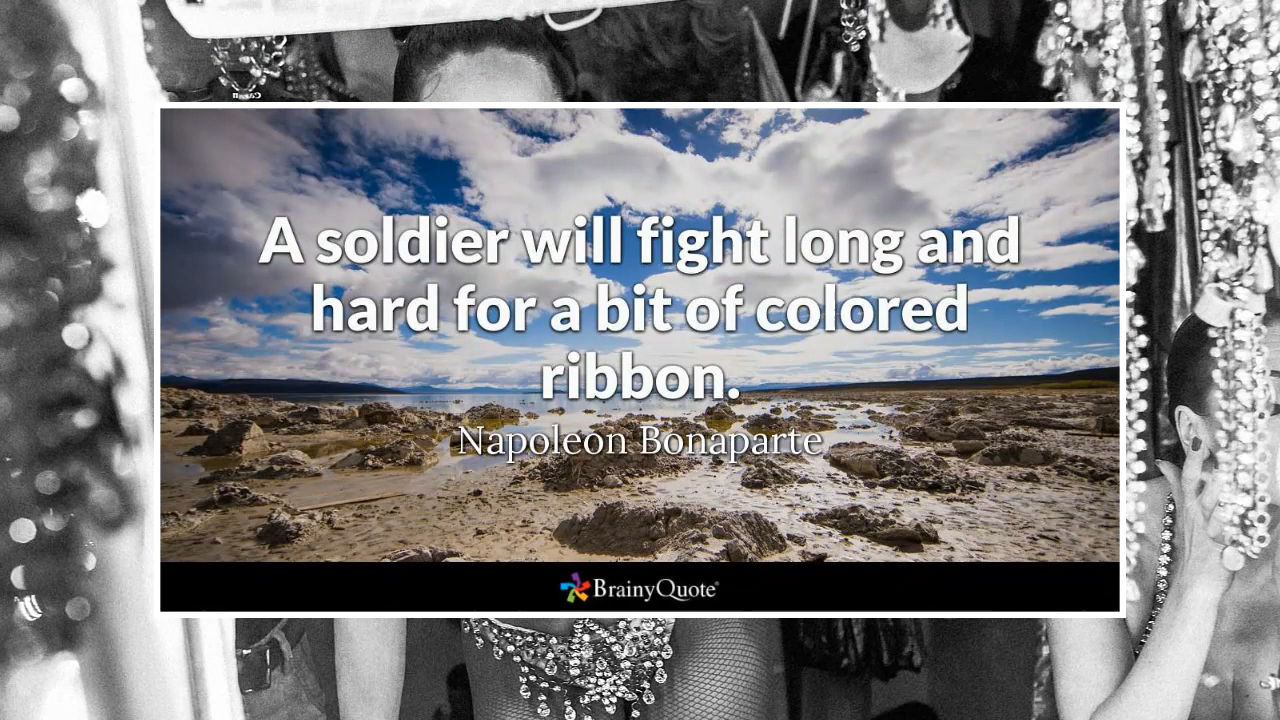 A soldier will fight long and
hard for a bit of colored
ribbon.
Napoleon Bonaparte
BrainyQuote®